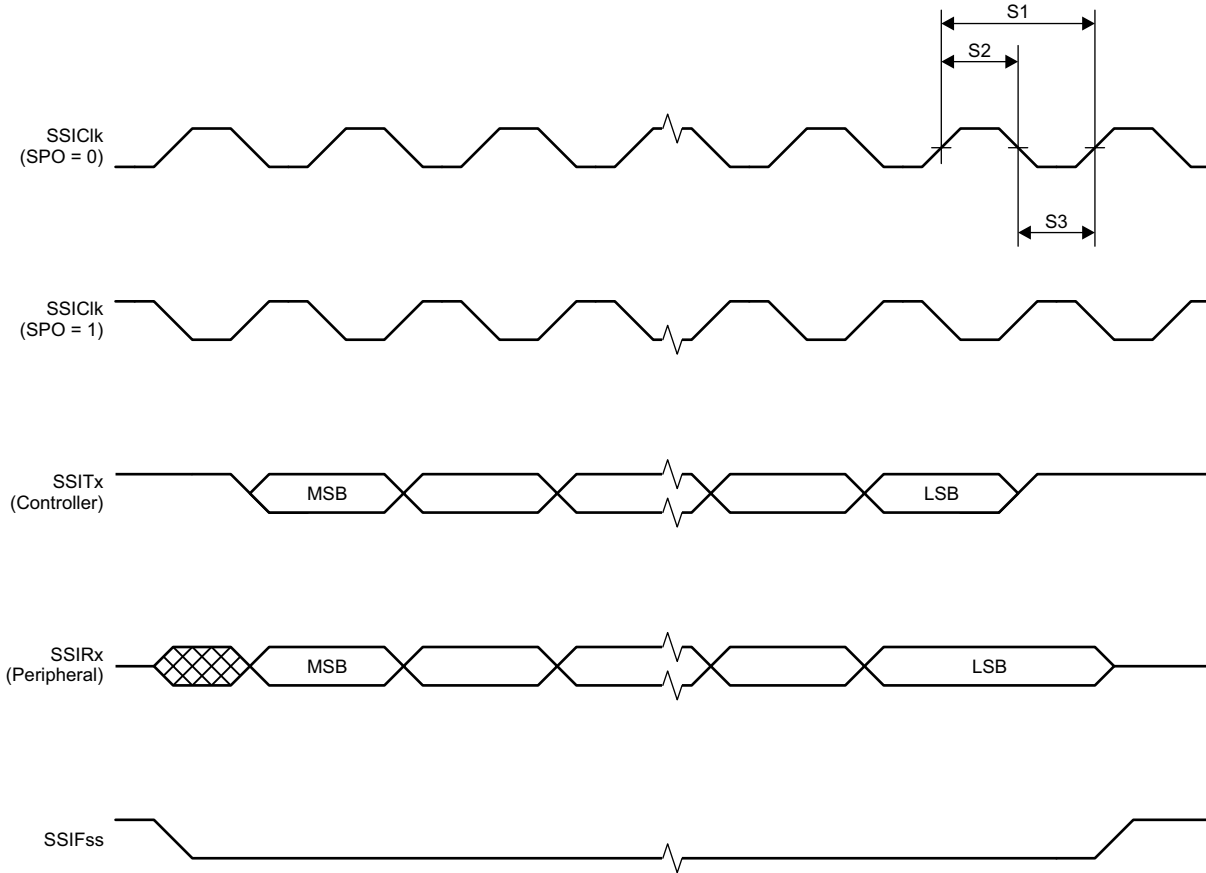 S1
S2
SSIClk
(SPO = 0)
S3
SSIClk
(SPO = 1)
SSITx
(Controller)
MSB
LSB
SSIRx
(Peripheral)
MSB
LSB
SSIFss